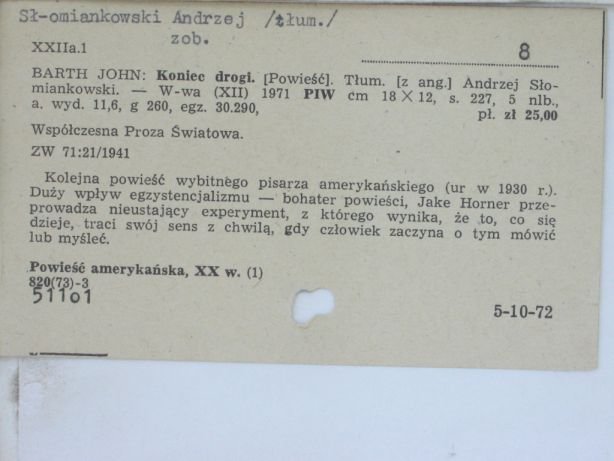 Sł-omiankowski Andrzej /tłum./
zob.
XXIIa.1
8
BARTH JOHN: Koniec drogi. [Powieść]. Tłum. [z ang.] Andrzej Sło-
miankowski. — W-wa (XII) 1971 PIW cm 18 × 12, s. 227, 5 nlb.,
a. wyd. 11,6, g 260, egz. 30.290, pł. zł 25,00
Współczesna Proza Światowa.
ZW 71:21/1941
Kolejna powieść wybitnego pisarza amerykańskiego (ur w 1930 r.).
Duży wpływ egzystencjalizmu — bohater powieści, Jake Horner prze-
prowadza nieustający experyment, z którego wynika, że to, co się
dzieje, traci swój sens z chwilą, gdy człowiek zaczyna o tym mówić
lub myśleć.
Powieść amerykańska, XX w. (1)
820(73)-3
51101
5-10-72